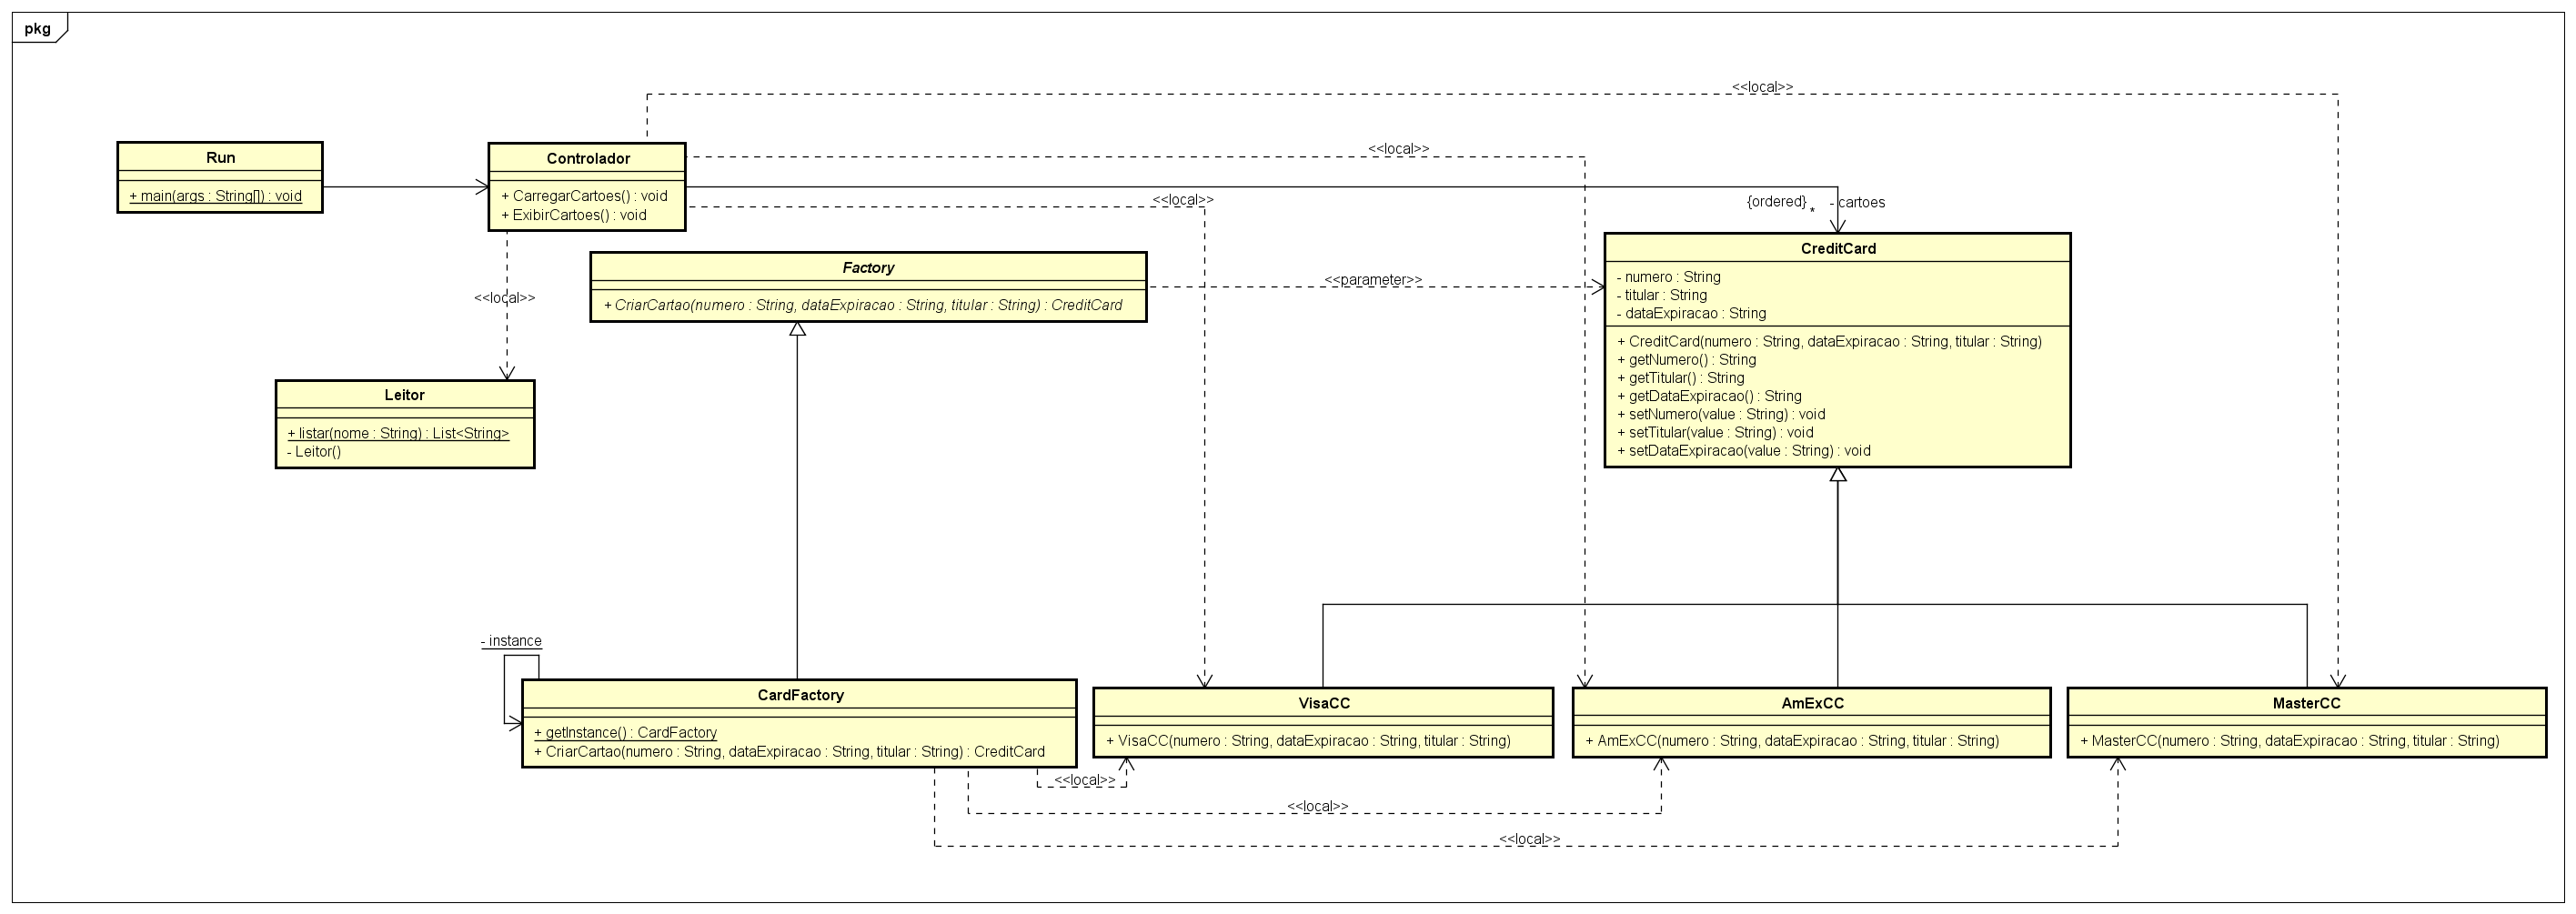 pkg
<<local>>
Run
+ main(args : String[]) : void
Controlador
+ CarregarCartoes() : void
+ ExibirCartoes() : void
<<local>>
<<local>>
{ordered}
*
- cartoes
<<local>>
Factory
+ CriarCartao(numero : String, dataExpiracao : String, titular : String) : CreditCard
<<parameter>>
CreditCard
- numero : String
- titular : String
- dataExpiracao : String
+ CreditCard(numero : String, dataExpiracao : String, titular : String)
+ getNumero() : String
+ getTitular() : String
+ getDataExpiracao() : String
+ setNumero(value : String) : void
+ setTitular(value : String) : void
+ setDataExpiracao(value : String) : void
Leitor
+ listar(nome : String) : List<String>
- Leitor()
- instance
CardFactory
+ getInstance() : CardFactory
+ CriarCartao(numero : String, dataExpiracao : String, titular : String) : CreditCard
VisaCC
+ VisaCC(numero : String, dataExpiracao : String, titular : String)
AmExCC
+ AmExCC(numero : String, dataExpiracao : String, titular : String)
MasterCC
+ MasterCC(numero : String, dataExpiracao : String, titular : String)
<<local>>
<<local>>
<<local>>